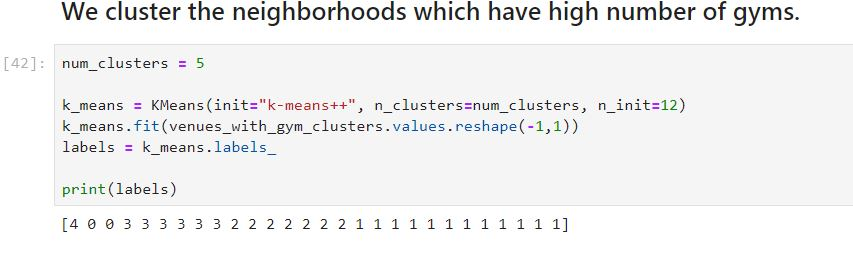 We cluster the neighborhoods which have high number of gyms.
[42]:
num_clusters = 5
k_means = KMeans(init="k-means++", n_clusters=num_clusters, n_init=12)
k_means.fit(venues_with_gym_clusters.values.reshape(-1,1))
labels = k_means.labels_
print(labels)
[4 0 0 3 3 3 3 3 3 2 2 2 2 2 2 2 1 1 1 1 1 1 1 1 1 1 1 1]